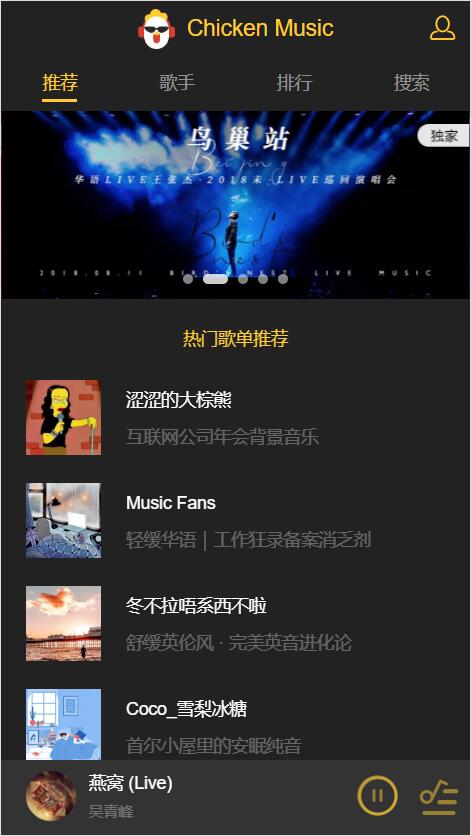 Chicken Music
推荐 歌手 排行 搜索
独家
鸟巢站
Beijing
华语LIVE王张杰·2018未·LIVE巡回演唱会
Bird's
nest
2018.08.11 BIRD'S NEST LIVE MUSIC
热门歌单推荐
涩涩的大棕熊
互联网公司年会背景音乐
Music Fans
轻缓华语｜工作狂录备案消乏剂
冬不拉唔系西不啦
舒缓英伦风 · 完美英音进化论
Coco_雪梨冰糖
首尔小屋里的安眠纯音
燕窝 (Live)
吴青峰